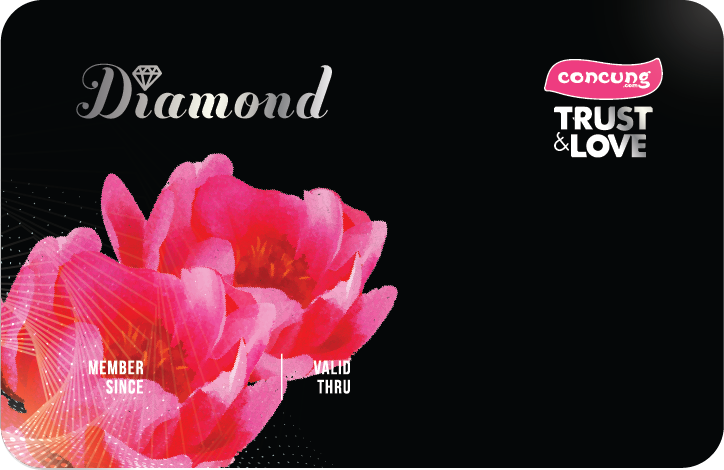 Diamond
concung
.com
TRUST
&LOVE
MEMBER
SINCE
VALID
THRU